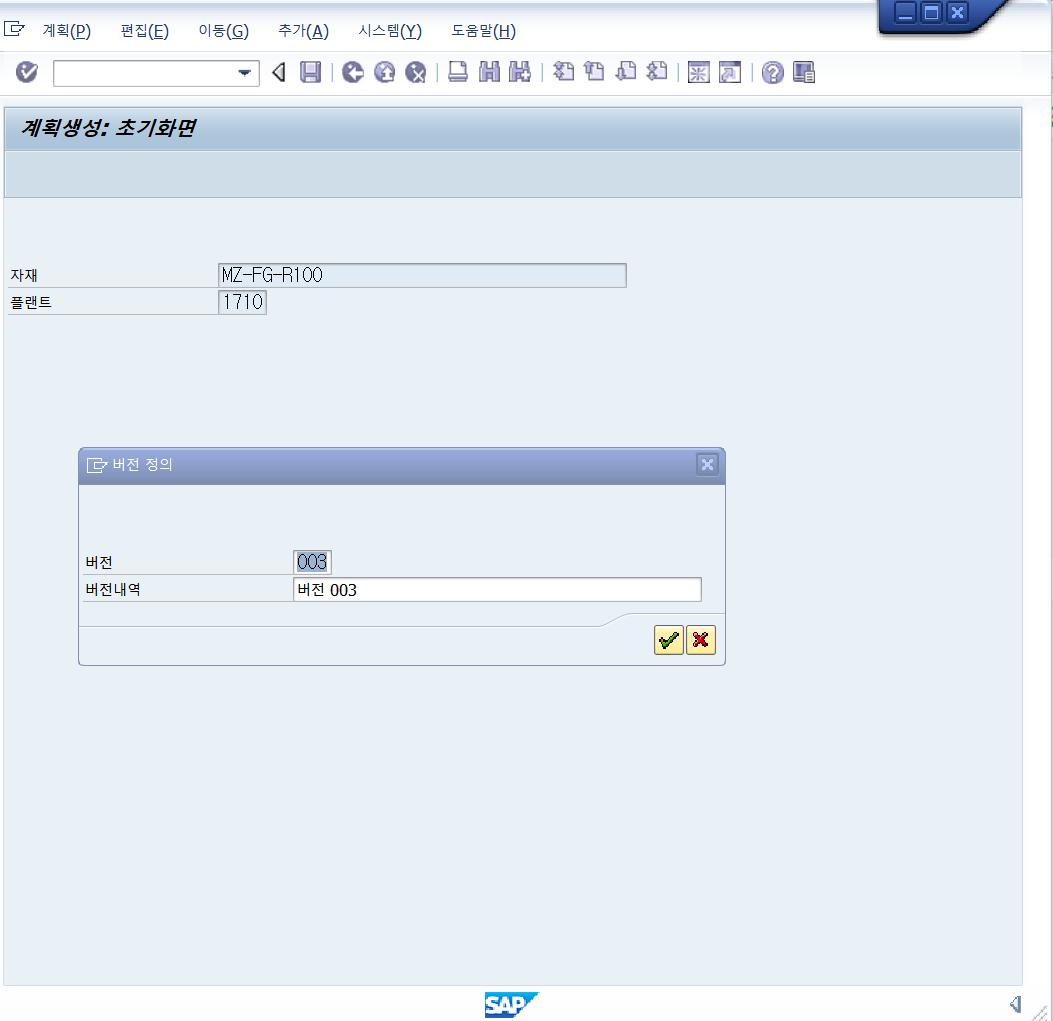 계획(P) 편집(E) 이동(G) 추가(A) 시스템(Y) 도움말(H)
계획생성: 초기화면
자재 MZ-FG-R100
플랜트 1710
버전 정의
버전 003
버전내역 버전 003
SAP